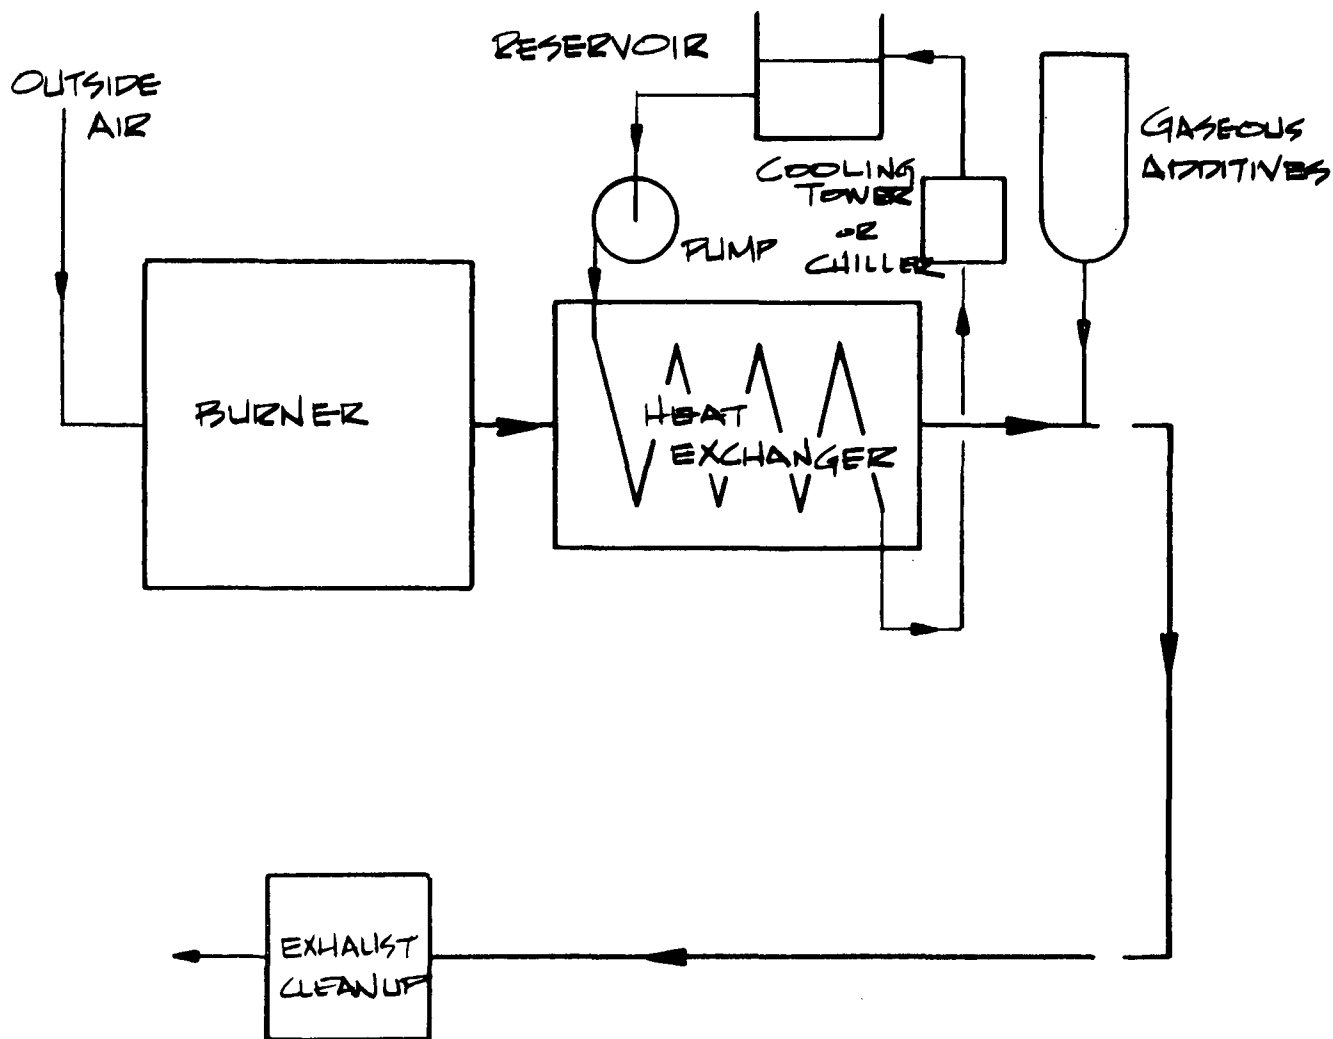 RESERVOIR
OUTSIDE
AIR
GASEOUS
ADDITIVES
COOLING
TOWER
OR
CHILLER
PUMP
BURNER
HEAT
EXCHANGER
EXHAUST
CLEANUP